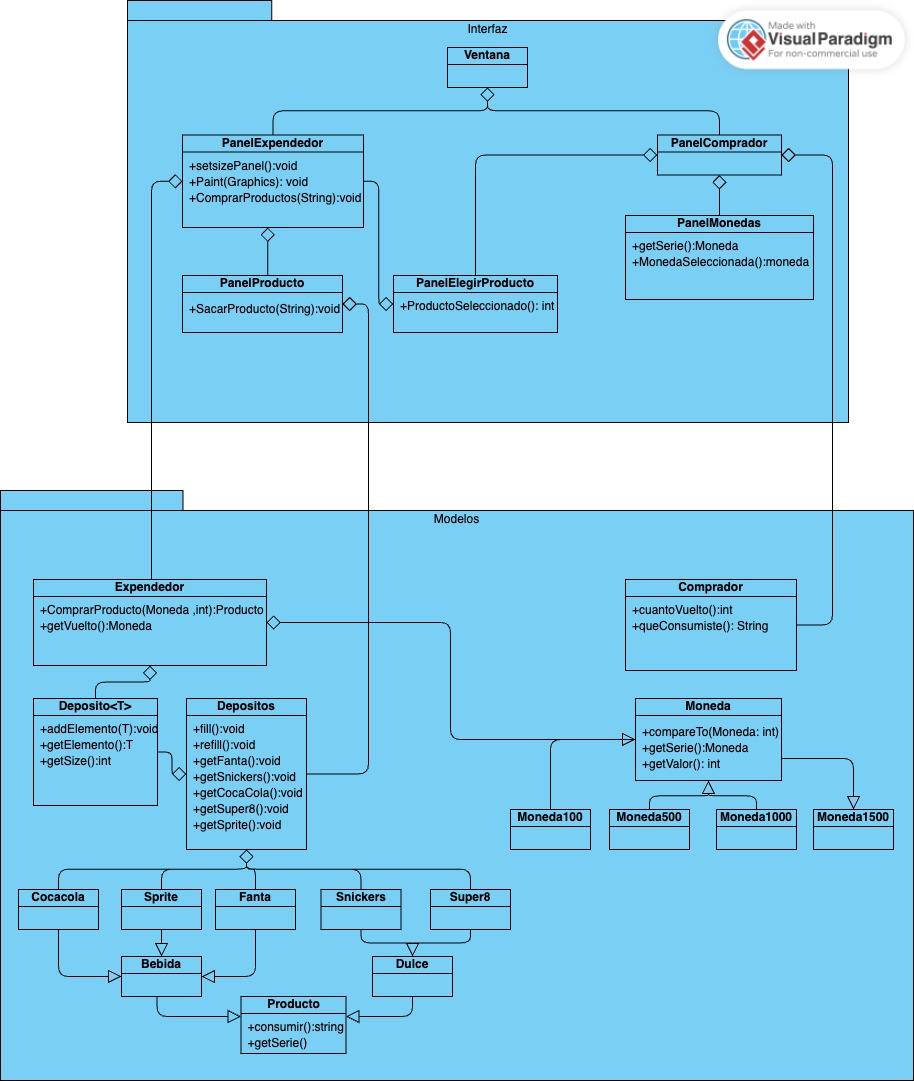 Made with
Visual Paradigm
For non-commercial use
Interfaz
Ventana
PanelExpendedor
+setsizePanel():void
+Paint(Graphics): void
+ComprarProductos(String):void
PanelComprador
PanelMonedas
+getSerie():Moneda
+MonedaSeleccionada():moneda
PanelProducto
+SacarProducto(String):void
PanelElegirProducto
+ProductoSeleccionado(): int
Modelos
Expendedor
+ComprarProducto(Moneda ,int):Producto
+getVuelto():Moneda
Comprador
+cuantoVuelto():int
+queConsumiste(): String
Deposito<T>
+addElemento(T):void
+getElemento():T
+getSize():int
Depositos
+fill():void
+refill():void
+getFanta():void
+getSnickers():void
+getCocaCola():void
+getSuper8():void
+getSprite():void
Moneda
+compareTo(Moneda: int)
+getSerie():Moneda
+getValor(): int
Moneda100
Moneda500
Moneda1000
Moneda1500
Cocacola
Sprite
Fanta
Snickers
Super8
Bebida
Dulce
Producto
+consumir():string
+getSerie()